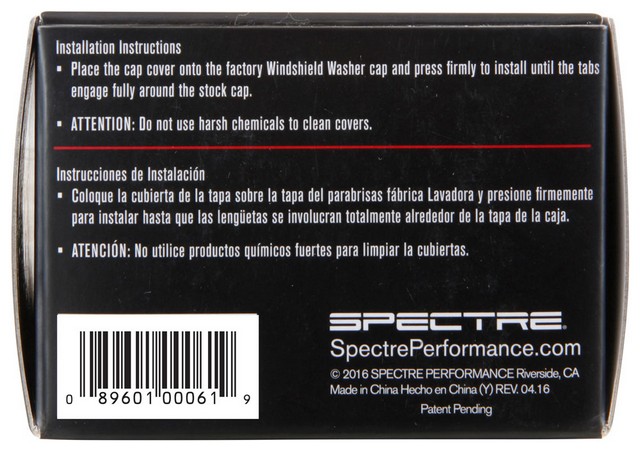 Installation Instructions
▪ Place the cap cover onto the factory Windshield Washer cap and press firmly to install until the tabs
engage fully around the stock cap.
▪ ATTENTION: Do not use harsh chemicals to clean covers.
Instrucciones de Instalación
▪ Coloque la cubierta de la tapa sobre la tapa del parabrisas fábrica Lavadora y presione firmemente
para instalar hasta que las lengüetas se involucran totalmente alrededor de la tapa de la caja.
▪ ATENCIÓN: No utilice productos químicos fuertes para limpiar la cubiertas.
SPECTRE®
SpectrePerformance.com
© 2016 SPECTRE PERFORMANCE Riverside, CA
Made in China Hecho en China (Y) REV. 04.16
Patent Pending
0 89601 00061 9